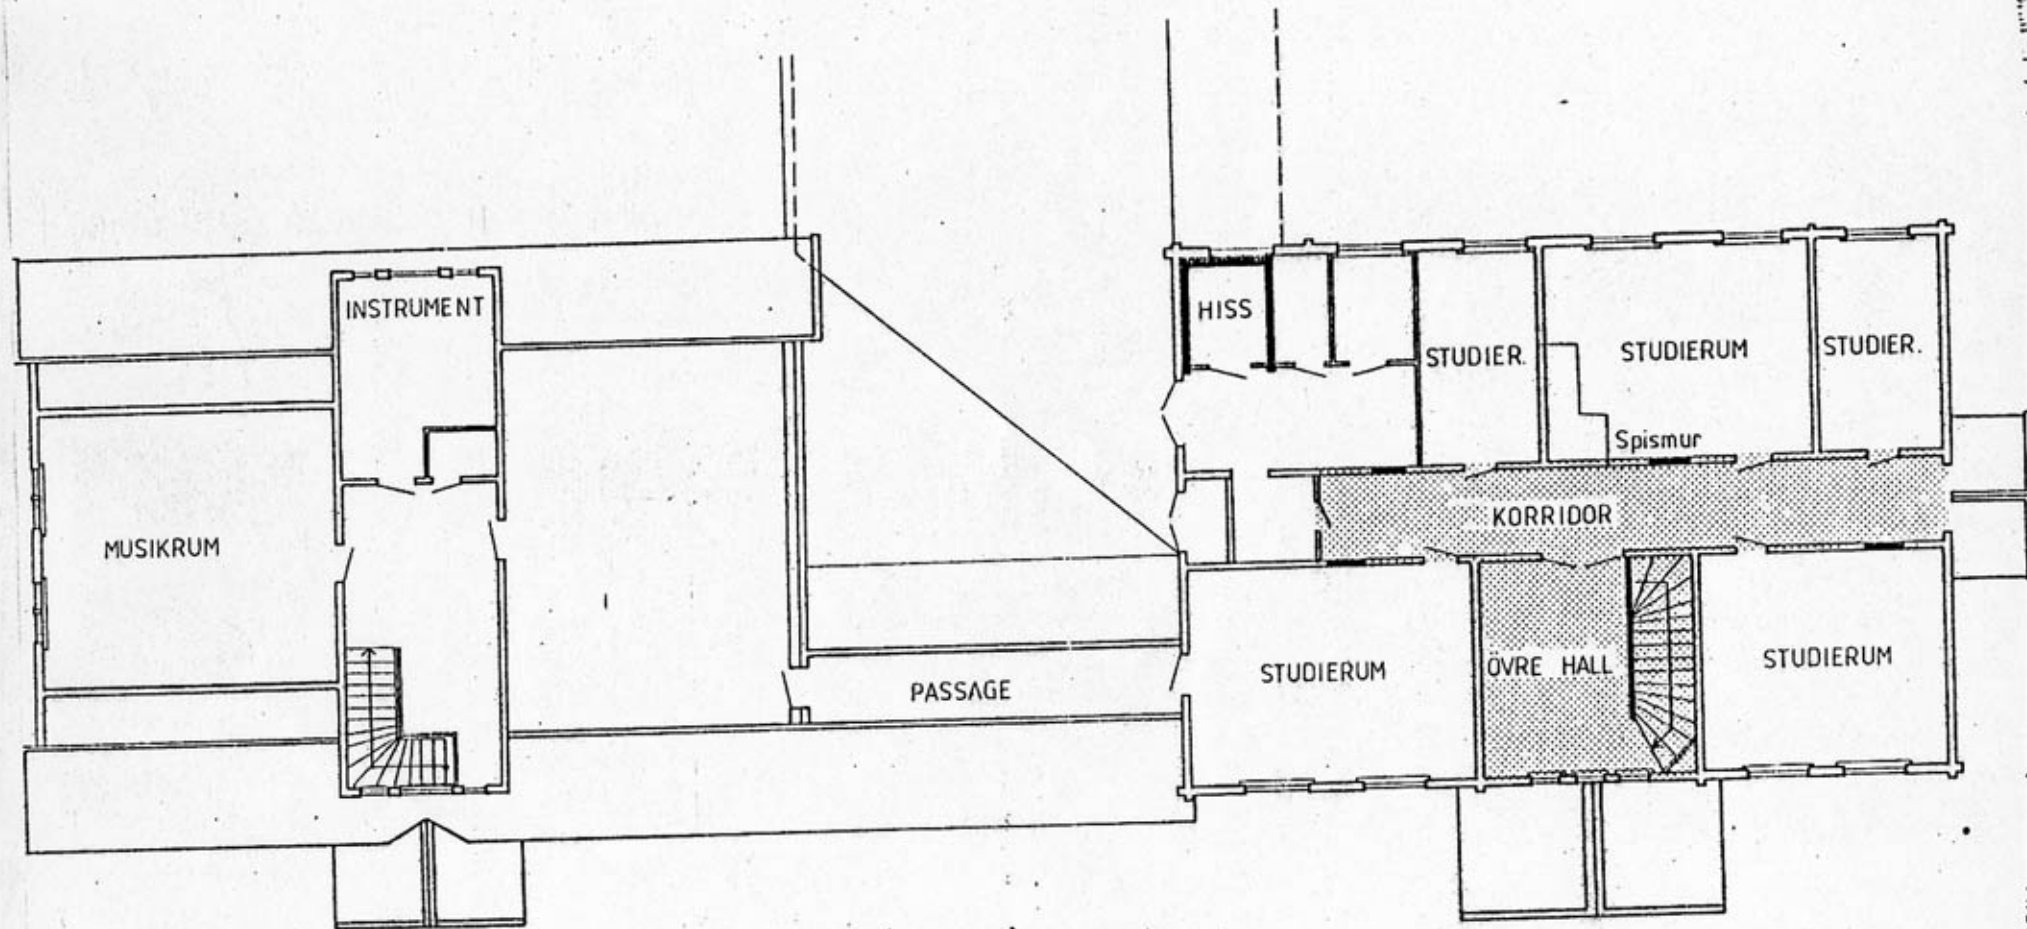 INSTRUMENT
HISS
STUDIER.
STUDIERUM
STUDIER.
Spismur
KORRIDOR
MUSIKRUM
PASSAGE
STUDIERUM
ÖVRE HALL
STUDIERUM